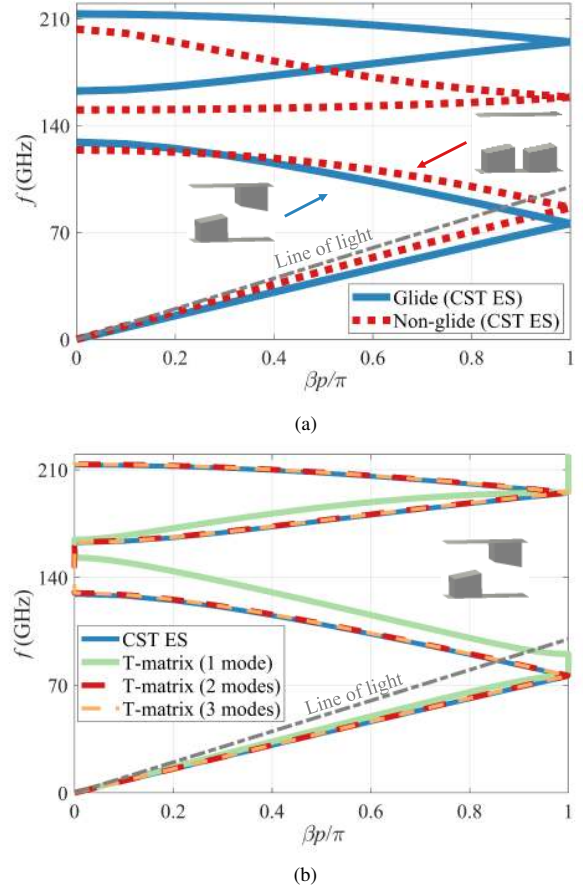 210
140
70
0
f (GHz)
Line of light
Glide (CST ES)
Non-glide (CST ES)
0 0.2 0.4 0.6 0.8 1
βp/π
(a)
210
140
70
0
f (GHz)
CST ES
T-matrix (1 mode)
T-matrix (2 modes)
T-matrix (3 modes)
Line of light
0 0.2 0.4 0.6 0.8 1
βp/π
(b)